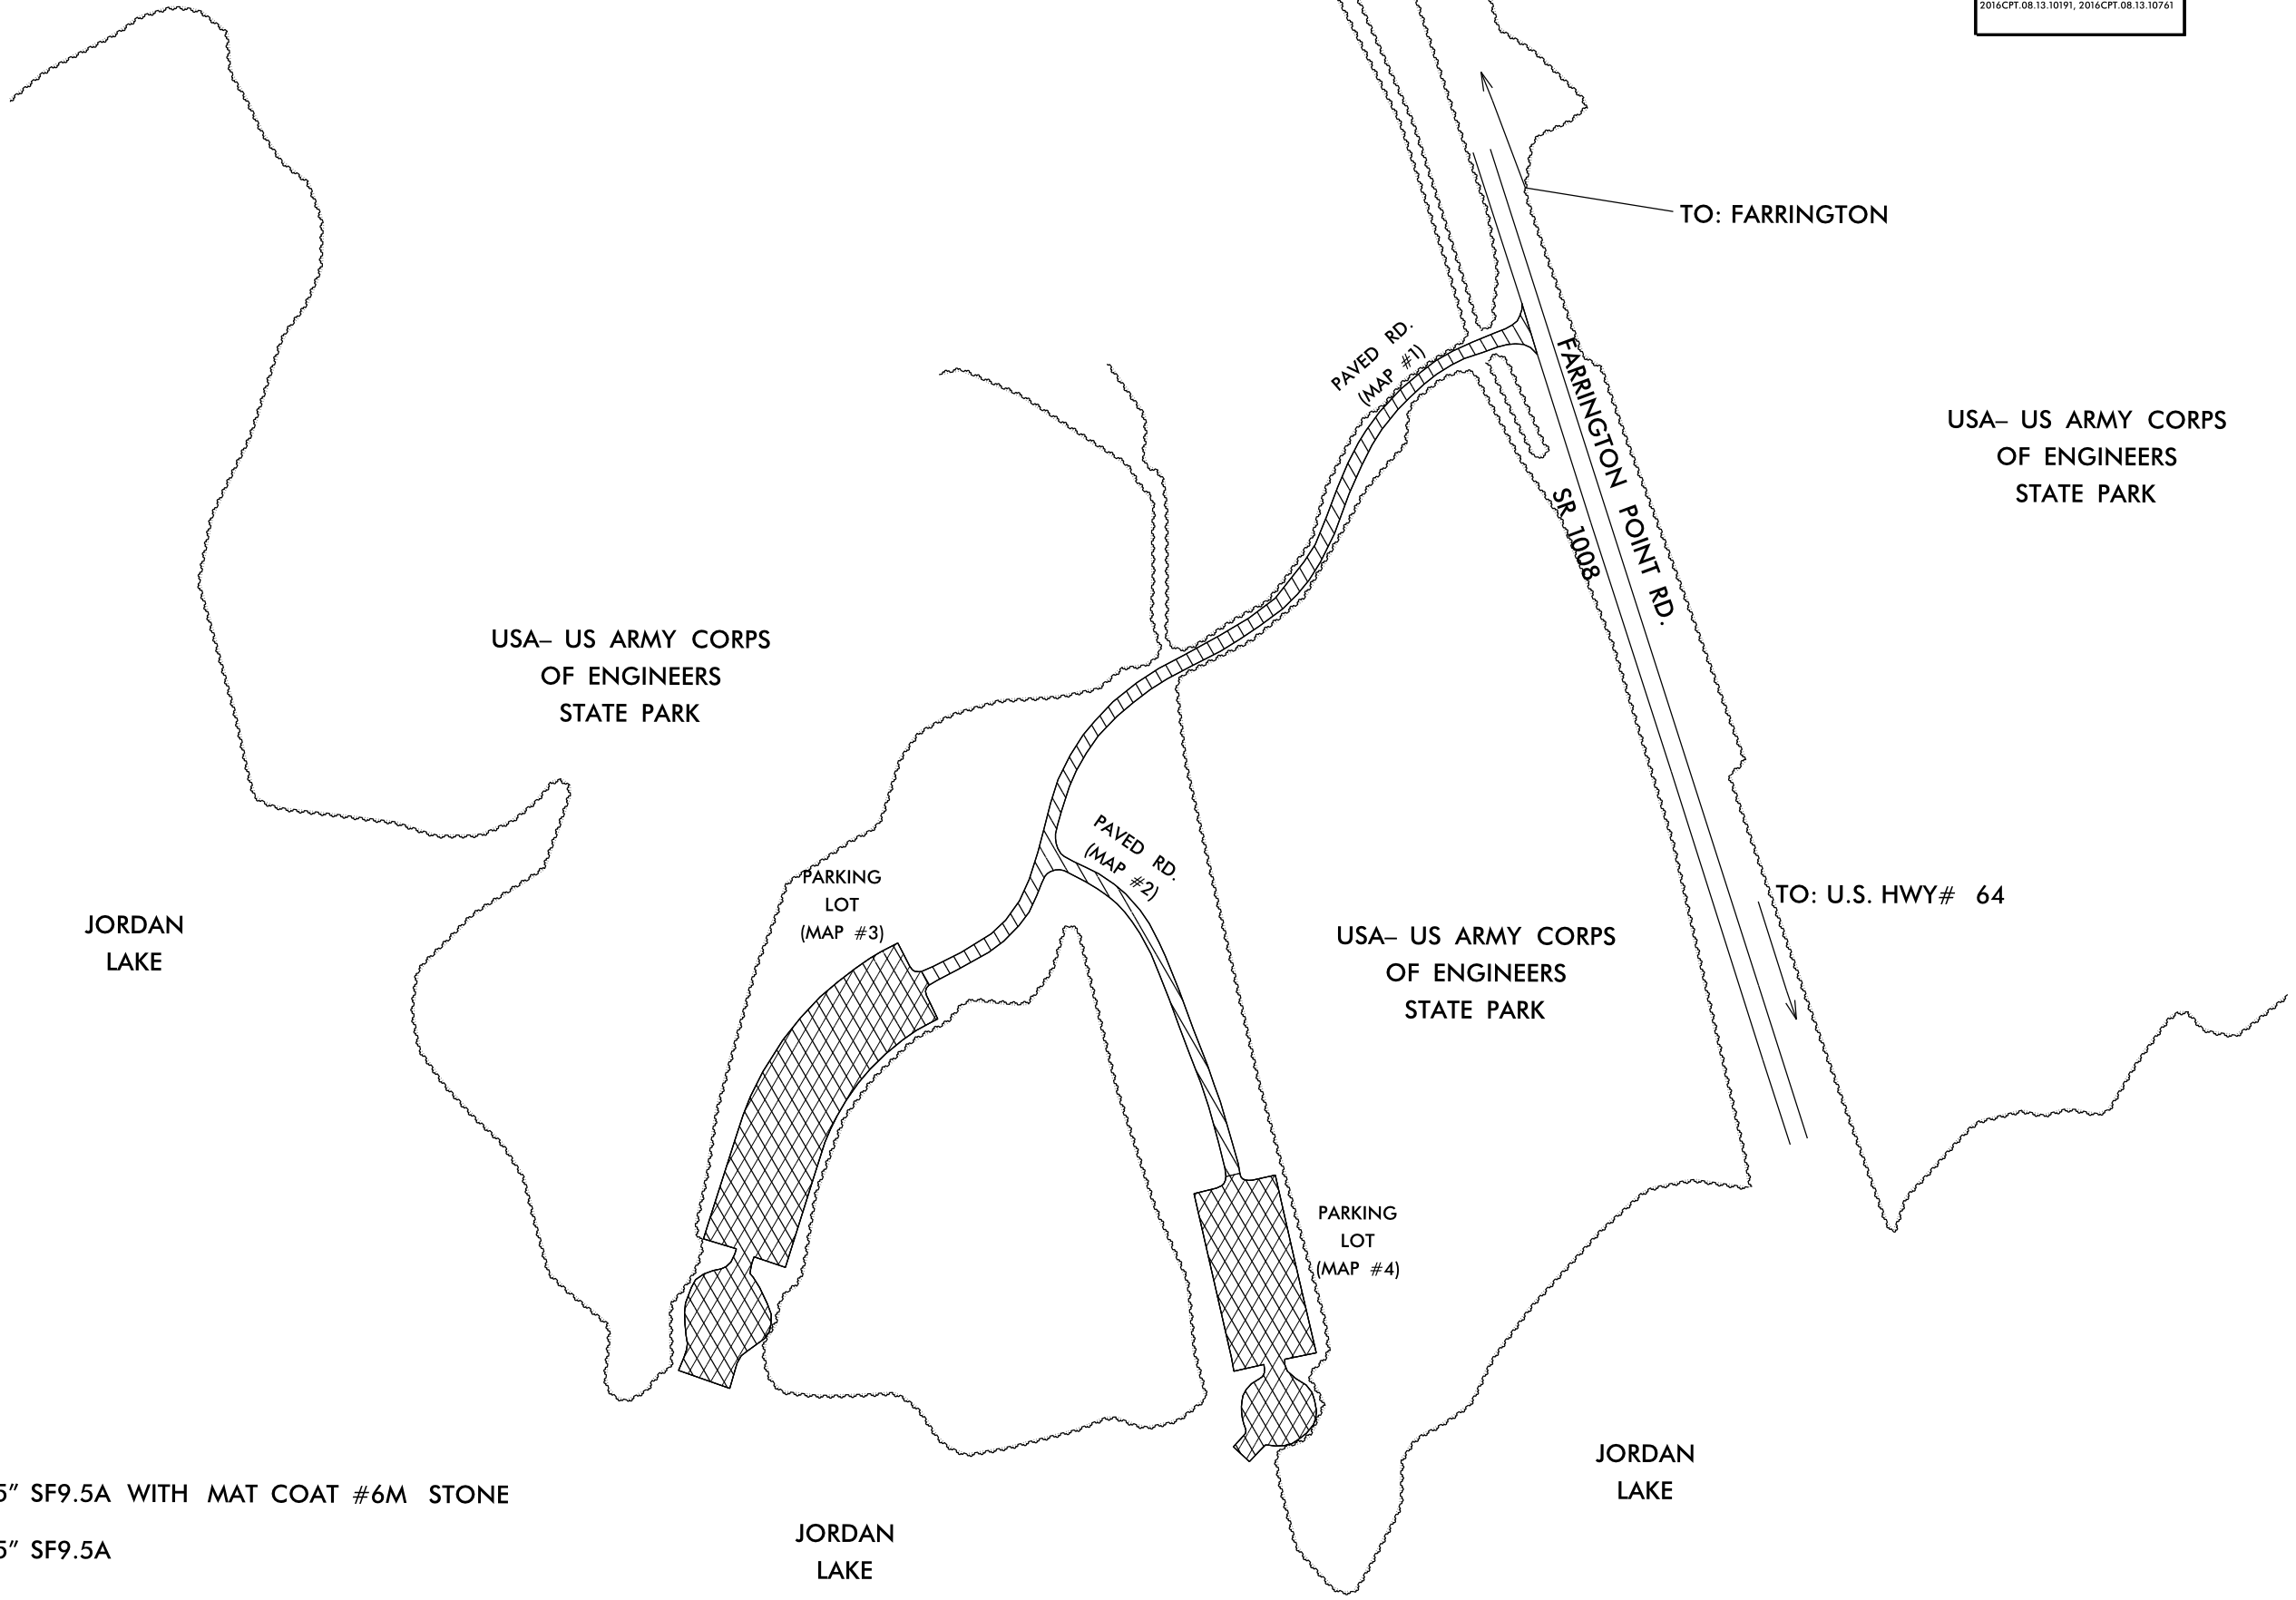 2016CPT.08.13.10191, 2016CPT.08.13.10761
TO: FARRINGTON
PAVED RD.
(MAP #1)
FARRINGTON POINT RD.
SR 1008
USA– US ARMY CORPS
OF ENGINEERS
STATE PARK
USA– US ARMY CORPS
OF ENGINEERS
STATE PARK
PAVED RD.
(MAP #2)
PARKING
LOT
(MAP #3)
TO: U.S. HWY# 64
JORDAN
LAKE
USA– US ARMY CORPS
OF ENGINEERS
STATE PARK
PARKING
LOT
(MAP #4)
JORDAN
LAKE
5" SF9.5A WITH MAT COAT #6M STONE
JORDAN
LAKE
5" SF9.5A